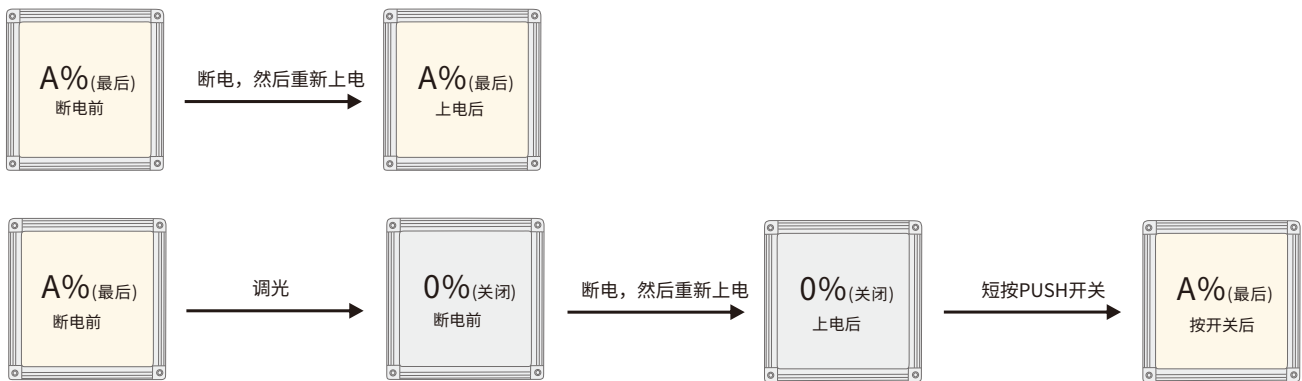 A%(最后)
断电前
断电，然后重新上电
A%(最后)
上电后
A%(最后)
断电前
调光
0%(关闭)
断电前
断电，然后重新上电
0%(关闭)
上电后
短按PUSH开关
A%(最后)
按开关后